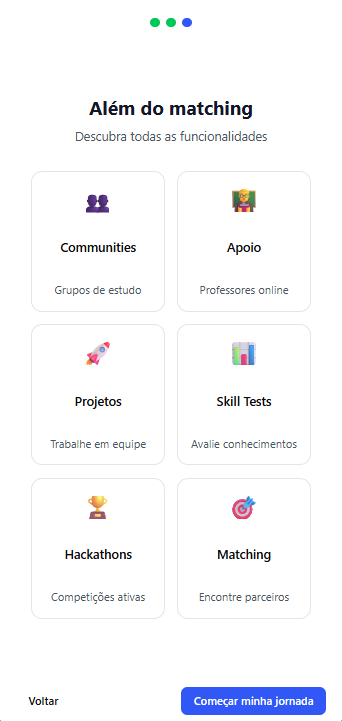 Além do matching
Descubra todas as funcionalidades
Communities
Grupos de estudo
Apoio
Professores online
Projetos
Trabalhe em equipe
Skill Tests
Avalie conhecimentos
Hackathons
Competições ativas
Matching
Encontre parceiros
Voltar
Começar minha jornada